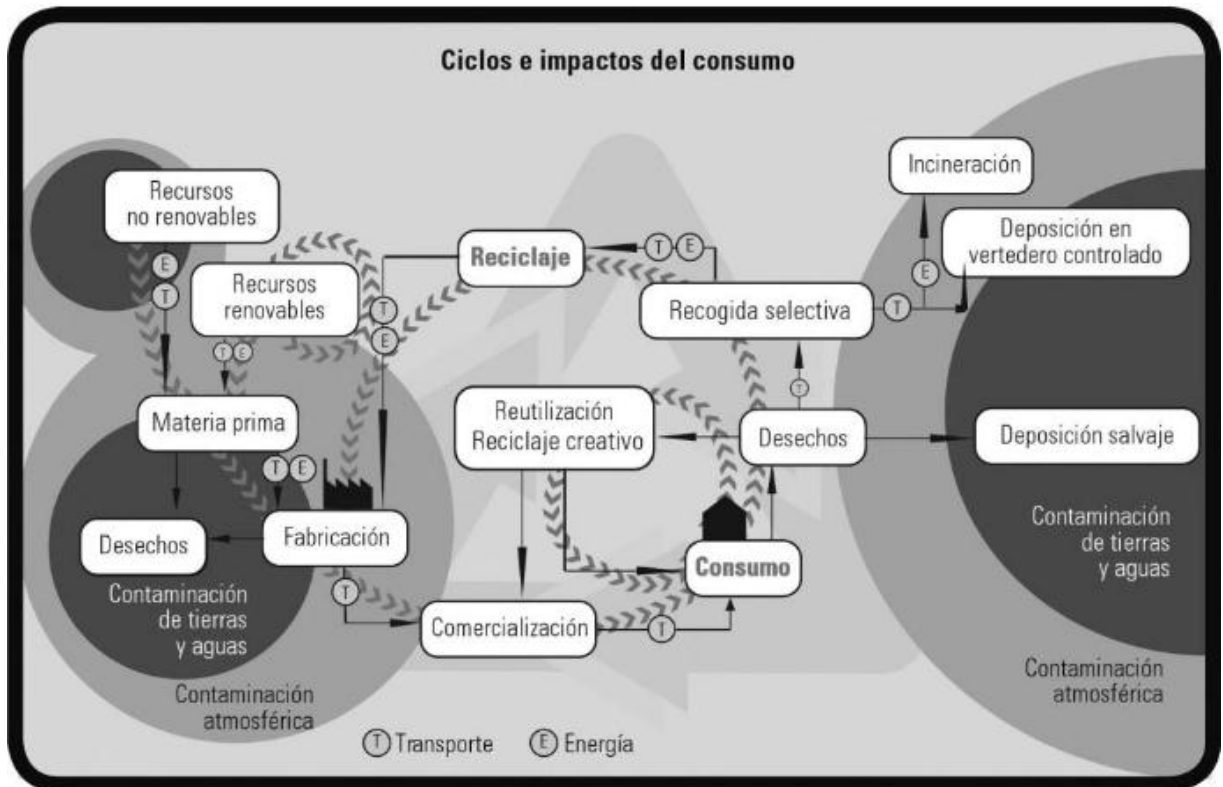 Ciclos e impactos del consumo
Recursos
no renovables
E
T
Recursos
renovables
T E
Materia prima
T E
Desechos
Fabricación
Contaminación
de tierras
y aguas
Contaminación
atmosférica
T
E
Reciclaje
T E
Recogida selectiva
T
E
Incineración
Deposición en
vertedero controlado
Reutilización
Reciclaje creativo
T
Desechos
Deposición salvaje
Consumo
T
Comercialización
T
Contaminación
de tierras
y aguas
Contaminación
atmosférica
T Transporte
E Energía